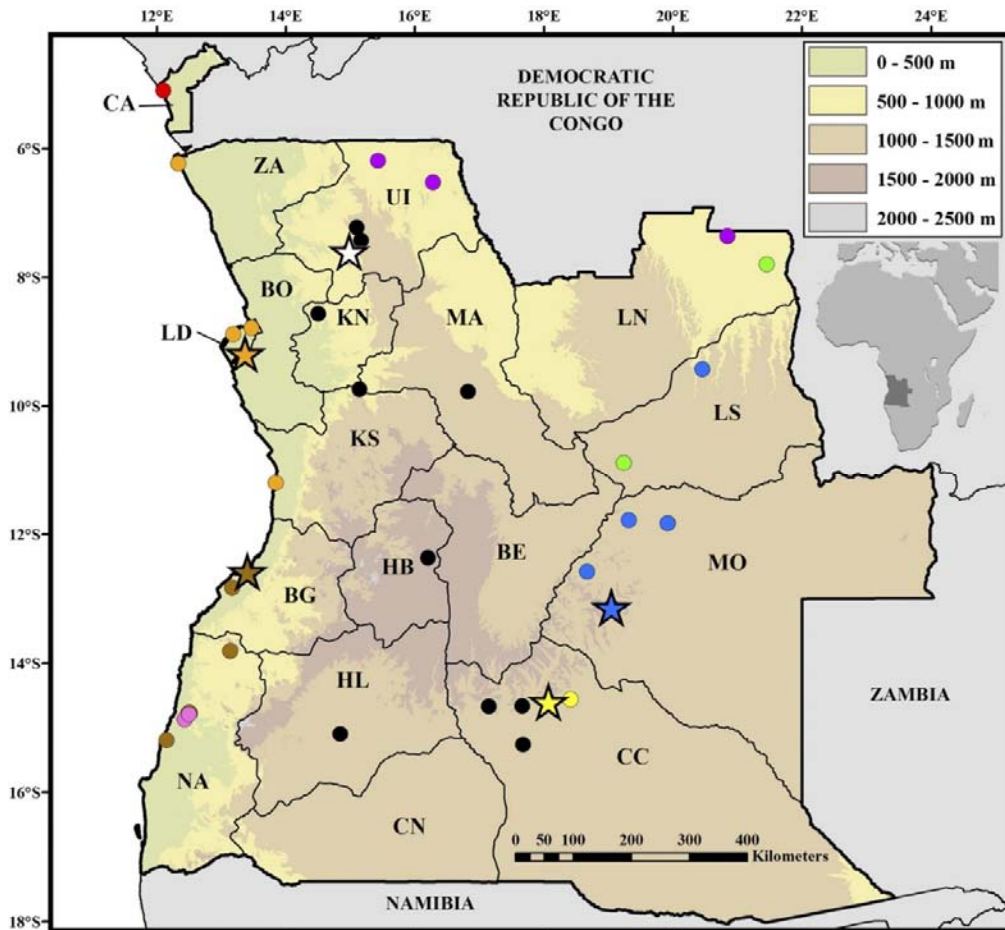 12°E 14°E 16°E 18°E 20°E 22°E 24°E
0 - 500 m
500 - 1000 m
1000 - 1500 m
1500 - 2000 m
2000 - 2500 m
DEMOCRATIC
REPUBLIC OF THE
CONGO
CA
6°S
ZA
UI
8°S
BO
KN
MA
LN
LD
LS
10°S
KS
12°S
BE
HB
MO
BG
14°S
HL
ZAMBIA
CC
NA
16°S
CN
0 50 100 200 300 400
Kilometers
NAMIBIA
18°S